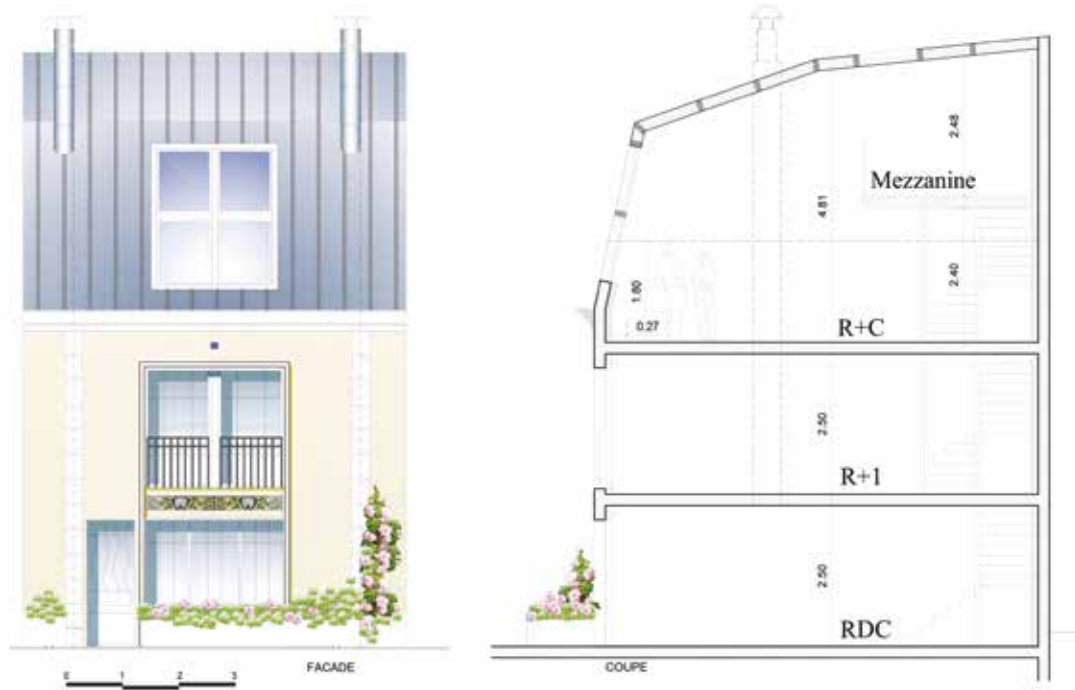 2.48
Mezzanine
4.81
1.80
2.40
0.27
R+C
2.50
R+1
2.50
RDC
FACADE
COUPE
0 1 2 3